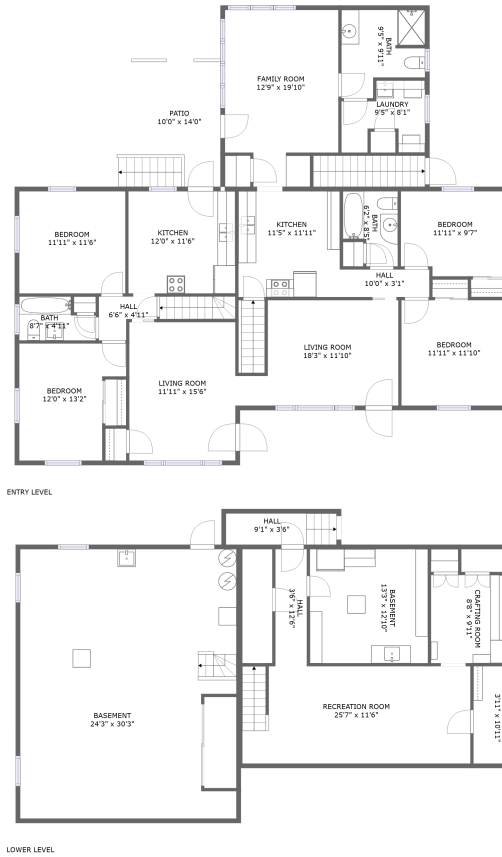 BATH
9'5" x 9'11"
FAMILY ROOM
12'9" x 19'10"
LAUNDRY
9'5" x 8'1"
PATIO
10'0" x 14'0"
BEDROOM
11'11" x 11'6"
KITCHEN
12'0" x 11'6"
KITCHEN
11'5" x 11'11"
BATH
6'2" x 8'5"
BEDROOM
11'11" x 9'7"
HALL
10'0" x 3'1"
HALL
6'6" x 4'11"
BATH
8'7" x 4'11"
LIVING ROOM
18'3" x 11'10"
BEDROOM
11'11" x 11'10"
BEDROOM
12'0" x 13'2"
LIVING ROOM
11'11" x 15'6"
ENTRY LEVEL
HALL
9'1" x 3'6"
HALL
3'6" x 12'6"
BASEMENT
13'3" x 12'10"
CRAFTING ROOM
8'8" x 9'11"
RECREATION ROOM
25'7" x 11'6"
3'11" x 10'11"
BASEMENT
24'3" x 30'3"
LOWER LEVEL